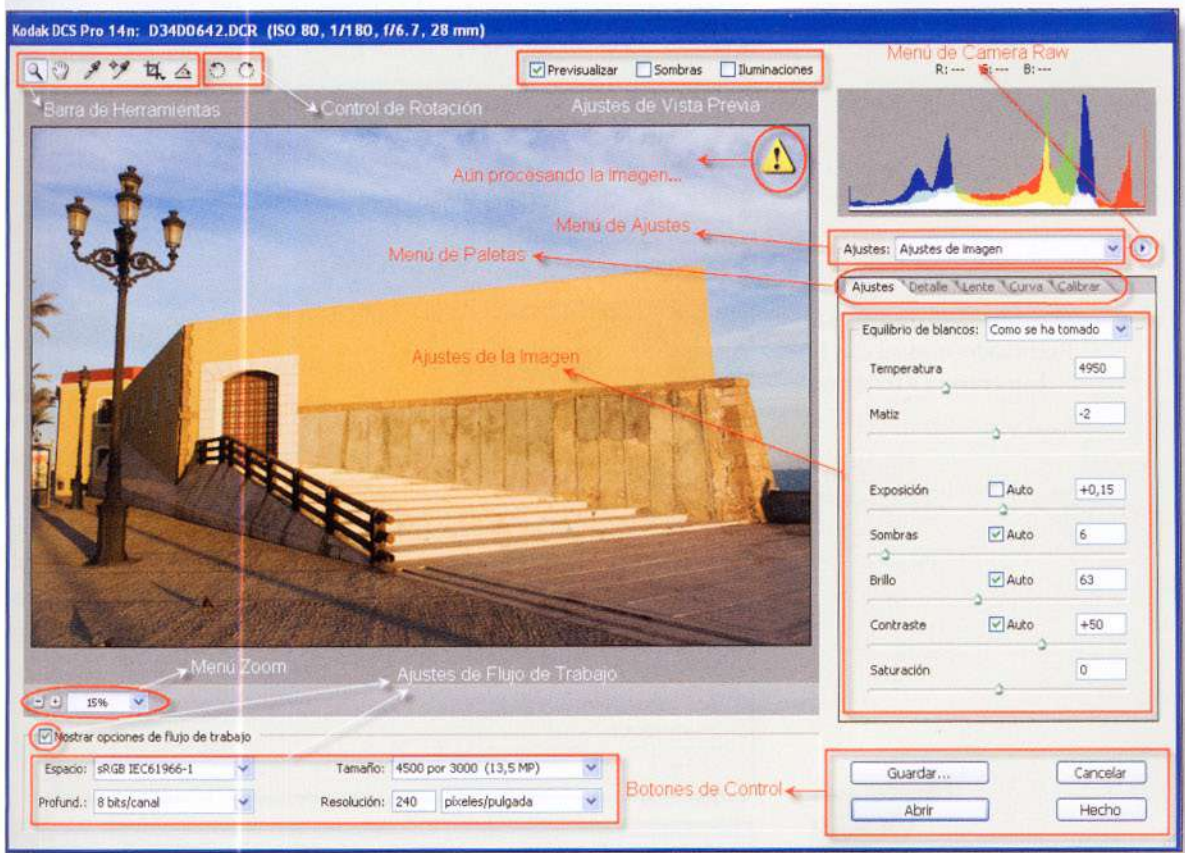 Kodak DCS Pro 14n: D34D0642.DCR (ISO 80, 1/180, f/6.7, 28 mm)
Menú de Camera Raw
Previsualizar Sombras Iluminaciones
R: --- G: --- B: ---
Barra de Herramientas
Control de Rotación
Ajustes de Vista Previa
Aún procesando la Imagen...
Menú de Ajustes
Ajustes: Ajustes de imagen
Menú de Paletas
Ajustes Detalle Lente Curva Calibrar
Equilibrio de blancos: Como se ha tomado
Ajustes de la Imagen
Temperatura 4950
Matiz -2
Exposición Auto +0,15
Sombras Auto 6
Brillo Auto 63
Contraste Auto +50
Saturación 0
Menú Zoom
Ajustes de Flujo de Trabajo
15%
Mostrar opciones de flujo de trabajo
Espacio: sRGB IEC61966-1
Tamaño: 4500 por 3000 (13,5 MP)
Profund.: 8 bits/canal
Resolución: 240 píxeles/pulgada
Botones de Control
Guardar... Cancelar
Abrir Hecho